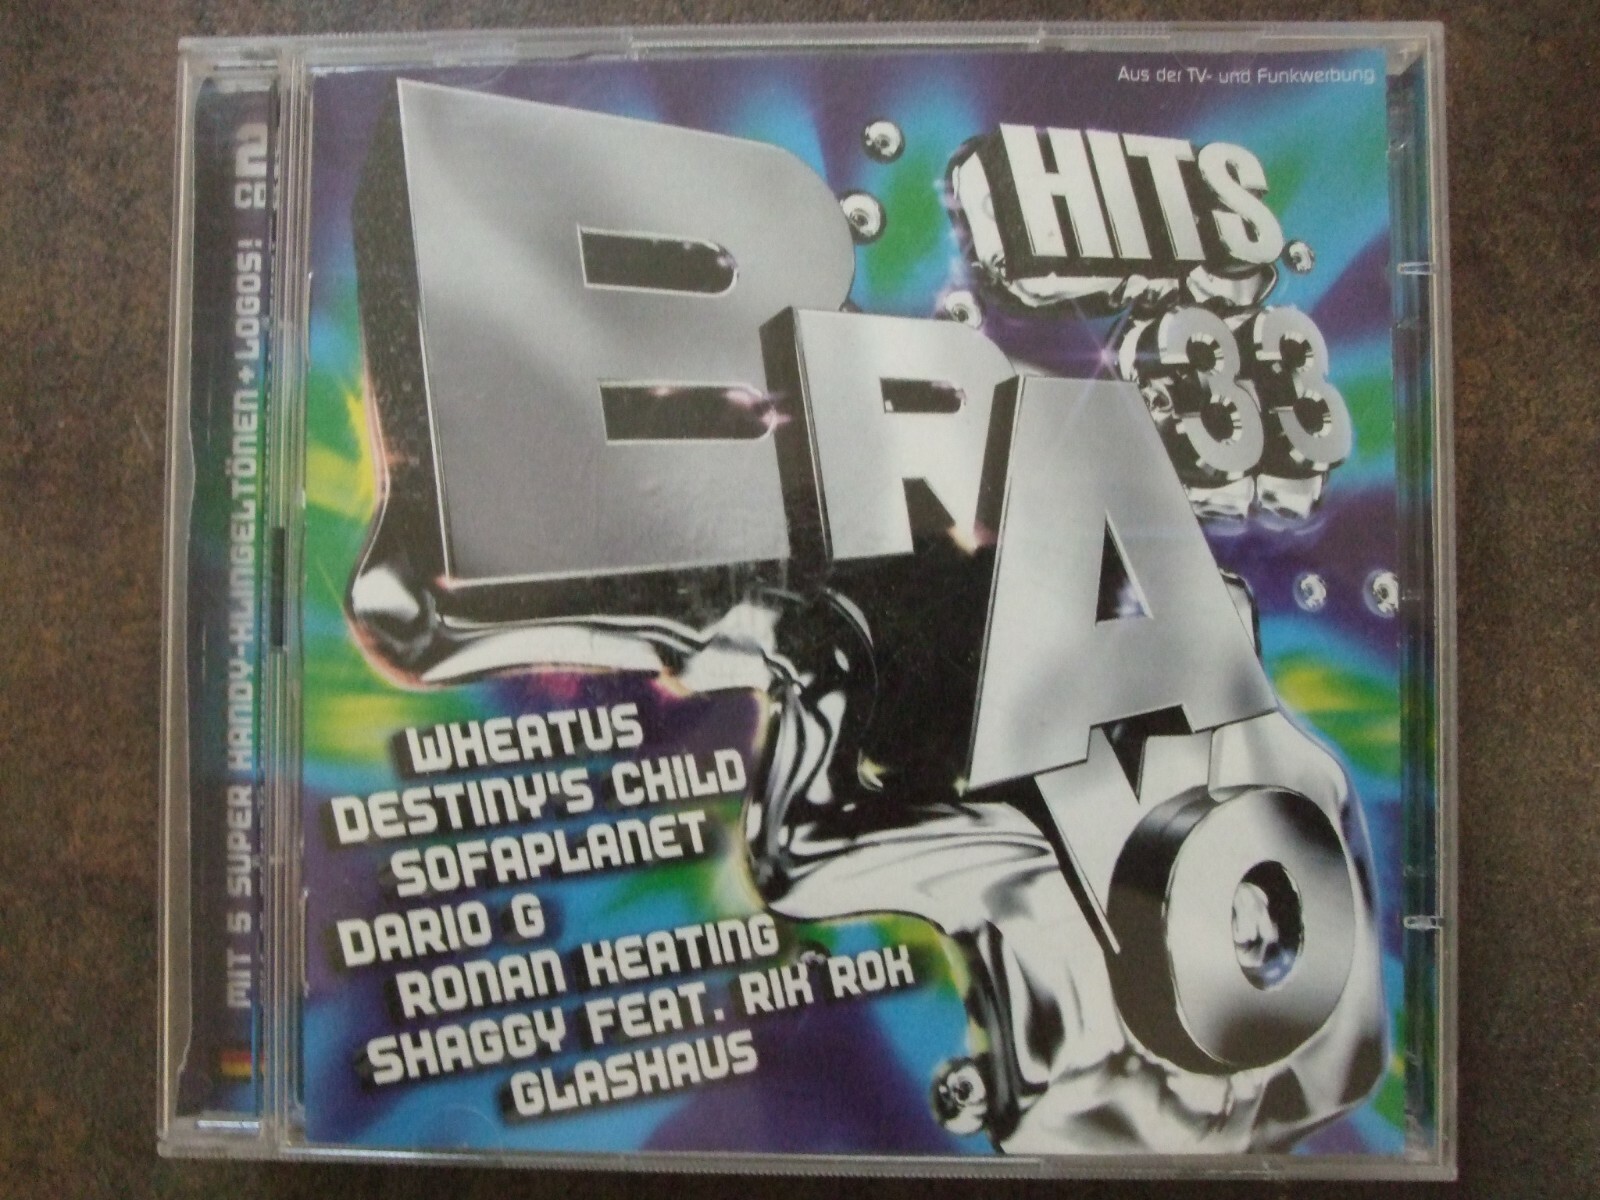 Aus der TV- und Funkwerbung
BRAVO
HITS
33
WHEATUS
DESTINY'S CHILD
SOFAPLANET
DARIO G
RONAN KEATING
SHAGGY FEAT. RIK ROK
GLASHAUS
MIT 5 SUPER HANDY-KLINGELTÖNEN+LOGOS!
2
CD